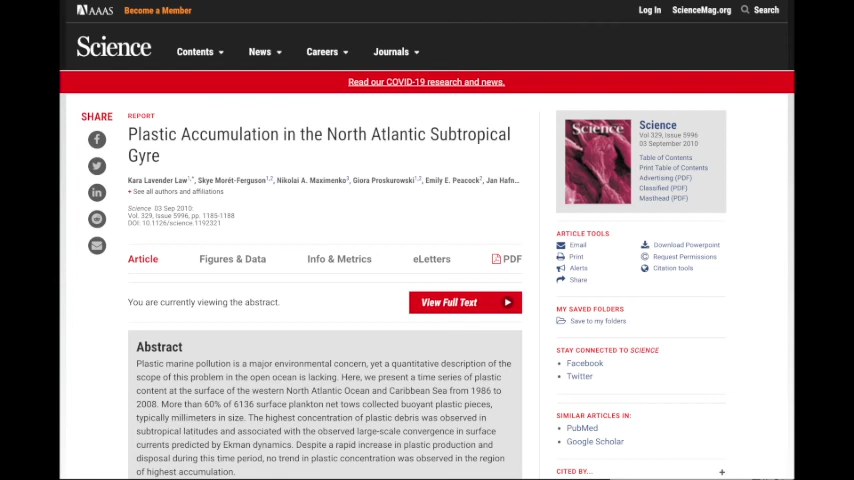 AAAS
Become a Member
Log In
ScienceMag.org
Search
Science
Contents
News
Careers
Journals
Read our COVID-19 research and news.
SHARE
REPORT
Plastic Accumulation in the North Atlantic Subtropical
Gyre
Kara Lavender Law1,*, Skye Morét-Ferguson1,2, Nikolai A. Maximenko3, Giora Proskurowski1,2, Emily E. Peacock2, Jan Hafn...
+ See all authors and affiliations
Science 03 Sep 2010:
Vol. 329, Issue 5996, pp. 1185-1188
DOI: 10.1126/science.1192321
Article
Figures & Data
Info & Metrics
eLetters
PDF
You are currently viewing the abstract.
View Full Text
Abstract
Plastic marine pollution is a major environmental concern, yet a quantitative description of the
scope of this problem in the open ocean is lacking. Here, we present a time series of plastic
content at the surface of the western North Atlantic Ocean and Caribbean Sea from 1986 to
2008. More than 60% of 6136 surface plankton net tows collected buoyant plastic pieces,
typically millimeters in size. The highest concentration of plastic debris was observed in
subtropical latitudes and associated with the observed large-scale convergence in surface
currents predicted by Ekman dynamics. Despite a rapid increase in plastic production and
disposal during this time period, no trend in plastic concentration was observed in the region
of highest accumulation.
Science
Science
Vol 329, Issue 5996
03 September 2010
Table of Contents
Print Table of Contents
Advertising (PDF)
Classified (PDF)
Masthead (PDF)
ARTICLE TOOLS
Email
Download Powerpoint
Print
Request Permissions
Alerts
Citation tools
Share
MY SAVED FOLDERS
Save to my folders
STAY CONNECTED TO SCIENCE
Facebook
Twitter
SIMILAR ARTICLES IN:
PubMed
Google Scholar
CITED BY...
+